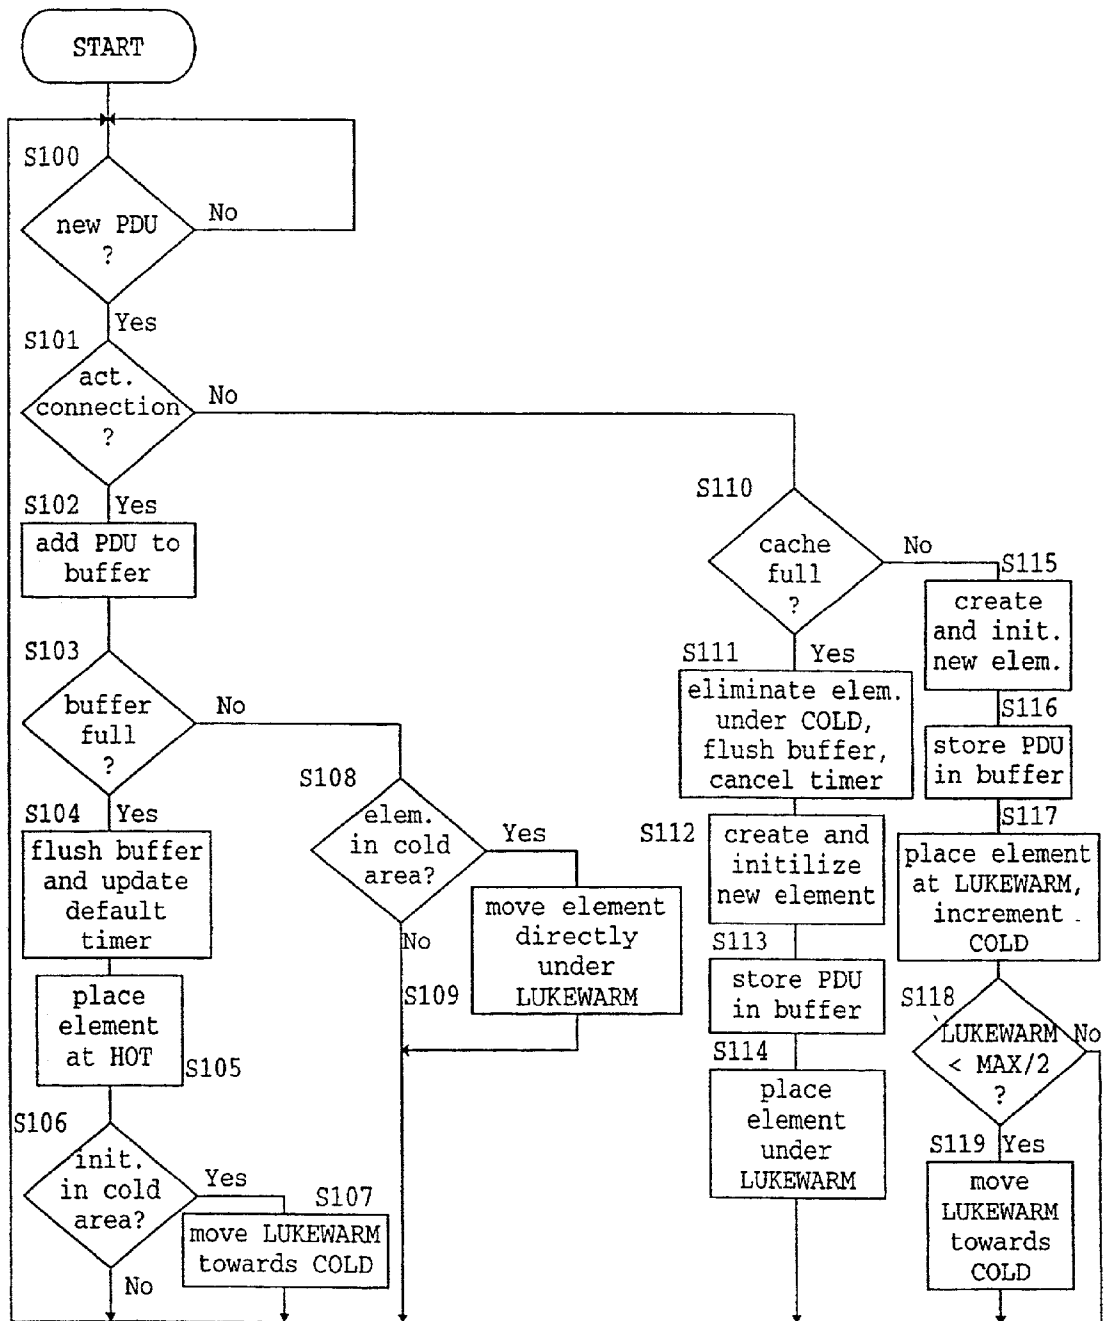 START
S100
new PDU
?
No
Yes
S101
act.
connection
?
No
S102
Yes
add PDU to
buffer
S103
buffer
full
?
No
S104
Yes
flush buffer
and update
default
timer
place
element
at HOT
S105
S106
init.
in cold
area?
Yes
No
S107
move LUKEWARM
towards COLD
S108
elem.
in cold
area?
Yes
No
S109
move element
directly
under
LUKEWARM
S110
cache
full
?
No
Yes
S111
eliminate elem.
under COLD,
flush buffer,
cancel timer
S112
create and
initilize
new element
S113
store PDU
in buffer
S114
place
element
under
LUKEWARM
S115
create
and init.
new elem.
S116
store PDU
in buffer
S117
place element
at LUKEWARM,
increment
COLD
S118
LUKEWARM
< MAX/2
?
No
S119
Yes
move
LUKEWARM
towards
COLD